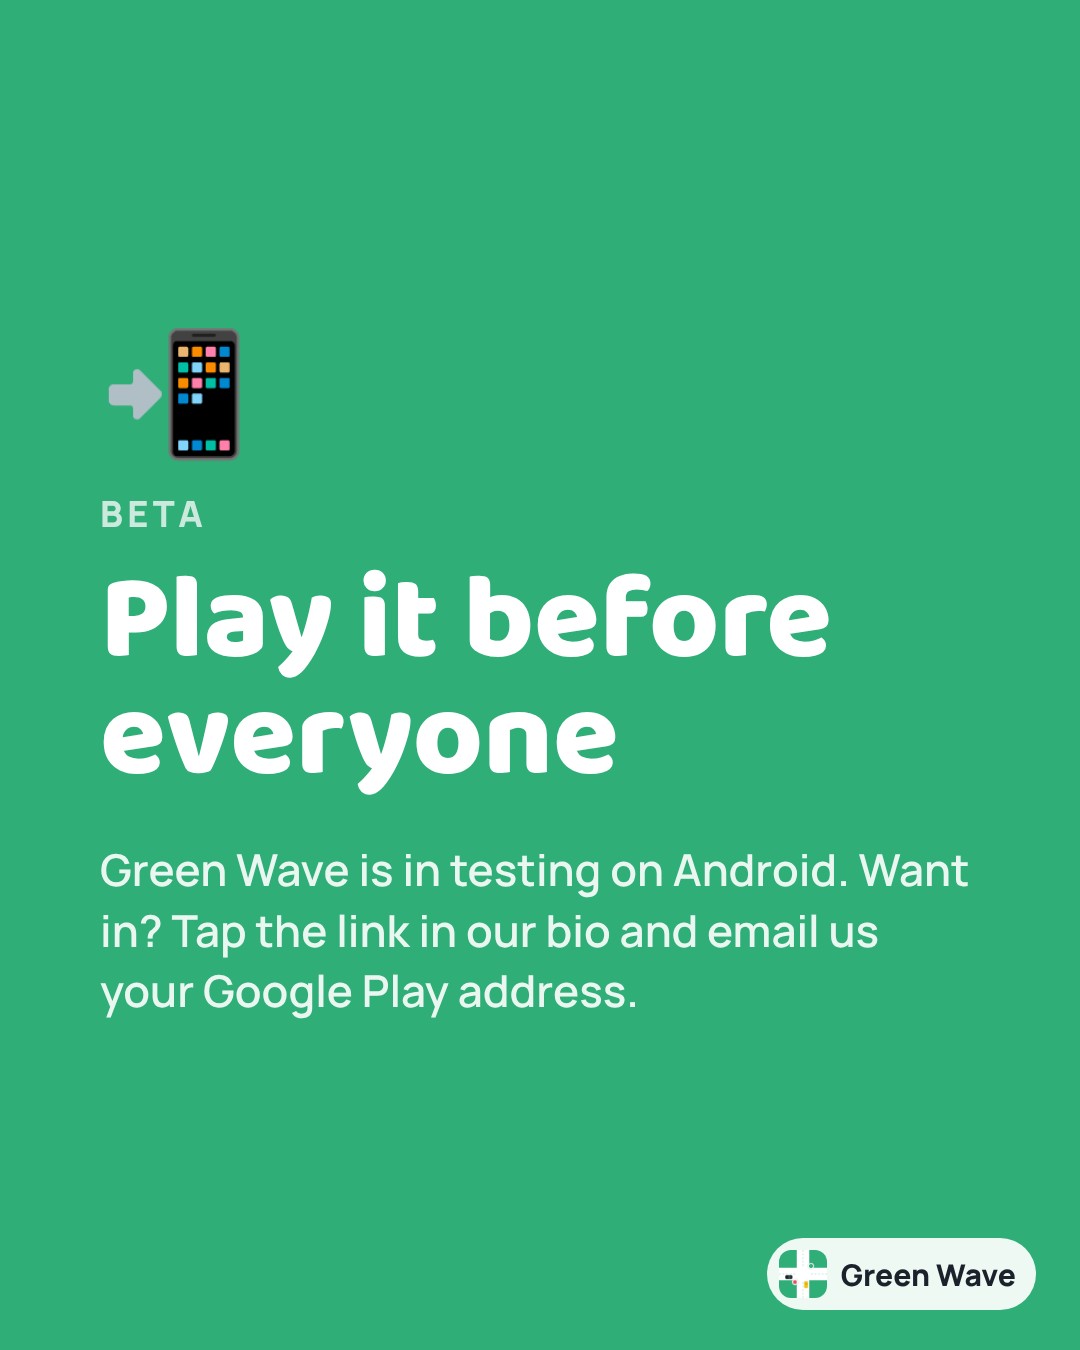 BETA
Play it before
everyone
Green Wave is in testing on Android. Want
in? Tap the link in our bio and email us
your Google Play address.
Green Wave